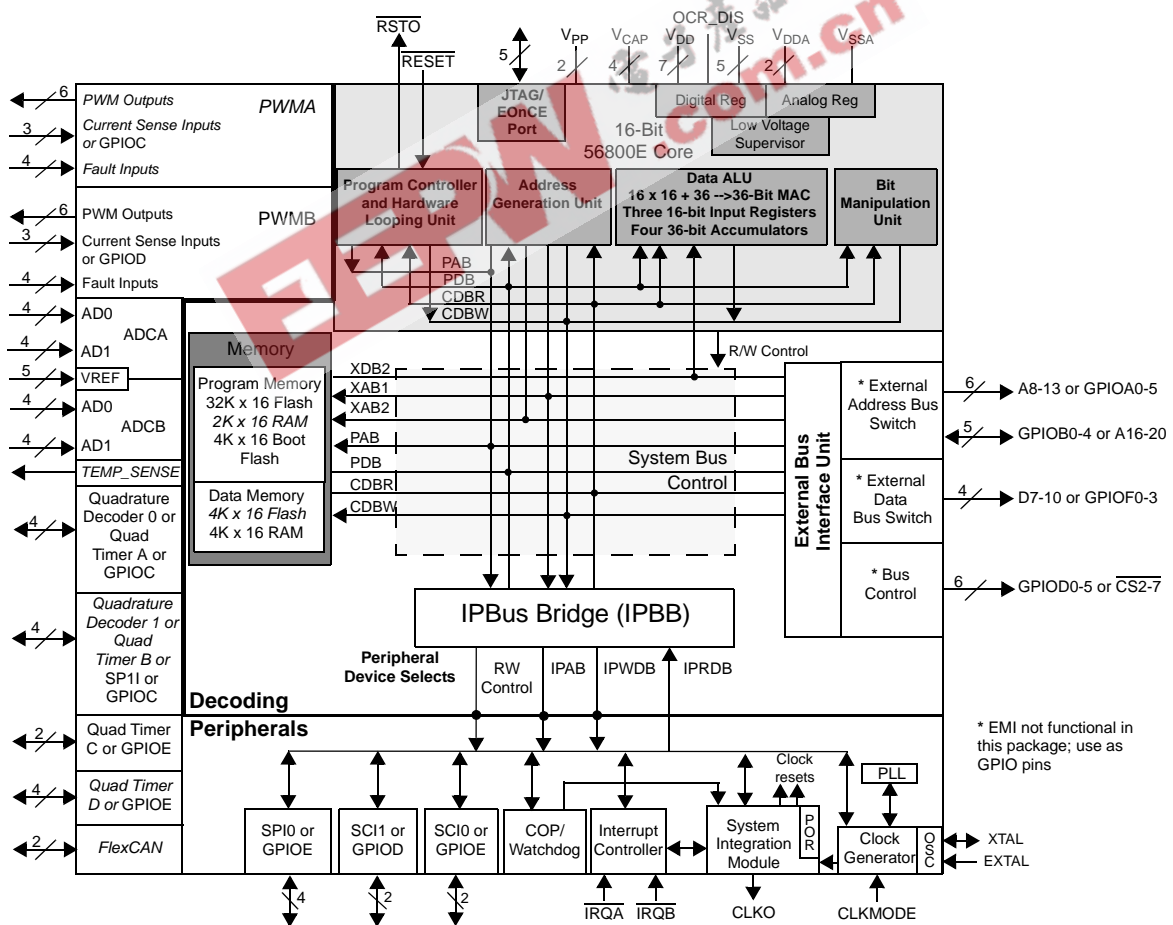 RSTO
RESET
5
OCR_DIS
VPP
VCAP
VDD
VSS
VDDA
VSSA
2
4
7
5
2
6
PWM Outputs
PWMA
3
Current Sense Inputs
or GPIOC
4
Fault Inputs
6
PWM Outputs
PWMB
3
Current Sense Inputs
or GPIOD
4
Fault Inputs
JTAG/
EOnCE
Port
Digital Reg
Analog Reg
Low Voltage
Supervisor
16-Bit
56800E Core
Program Controller
and Hardware
Looping Unit
Address
Generation Unit
Data ALU
16 x 16 + 36 -->36-Bit MAC
Three 16-bit Input Registers
Four 36-bit Accumulators
Bit
Manipulation
Unit
PAB
PDB
CDBR
CDBW
EEPW
.com.cn
4
AD0
ADCA
4
AD1
5
VREF
4
AD0
ADCB
4
AD1
TEMP_SENSE
4
Quadrature
Decoder 0 or
Quad
Timer A or
GPIOC
4
Quadrature
Decoder 1 or
Quad
Timer B or
SP1I or
GPIOC
2
Quad Timer
C or GPIOE
4
Quad Timer
D or GPIOE
2
FlexCAN
Memory
Program Memory
32K x 16 Flash
2K x 16 RAM
4K x 16 Boot
Flash
Data Memory
4K x 16 Flash
4K x 16 RAM
XDB2
XAB1
XAB2
PAB
PDB
CDBR
CDBW
R/W Control
System Bus
Control
External Bus
Interface Unit
* External
Address Bus
Switch
* External
Data
Bus Switch
* Bus
Control
6
A8-13 or GPIOA0-5
5
GPIOB0-4 or A16-20
4
D7-10 or GPIOF0-3
6
GPIOD0-5 or CS2-7
IPBus Bridge (IPBB)
Peripheral
Device Selects
RW
Control
IPAB
IPWDB
IPRDB
Decoding
Peripherals
* EMI not functional in
this package; use as
GPIO pins
Clock
resets
PLL
SPI0 or
GPIOE
SCI1 or
GPIOD
SCI0 or
GPIOE
COP/
Watchdog
Interrupt
Controller
System
Integration
Module
POR
Clock
Generator
OSC
XTAL
EXTAL
4
2
2
IRQA
IRQB
CLKO
CLKMODE